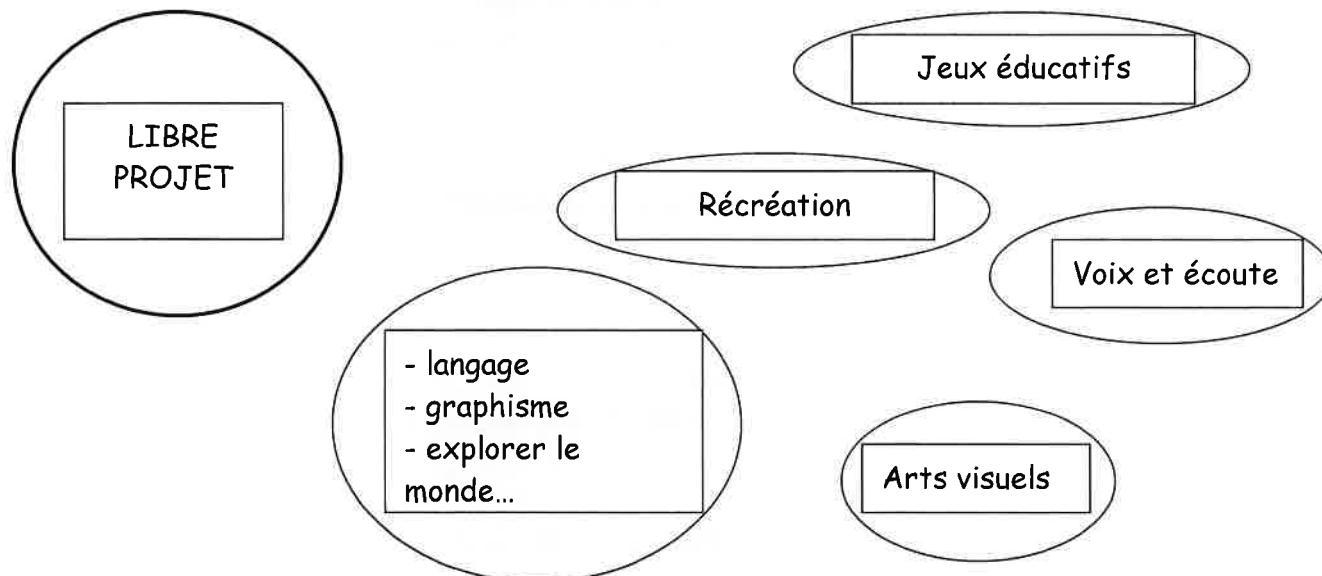 LIBRE
PROJET
Jeux éducatifs
Récréation
Voix et écoute
- langage
- graphisme
- explorer le
monde...
Arts visuels